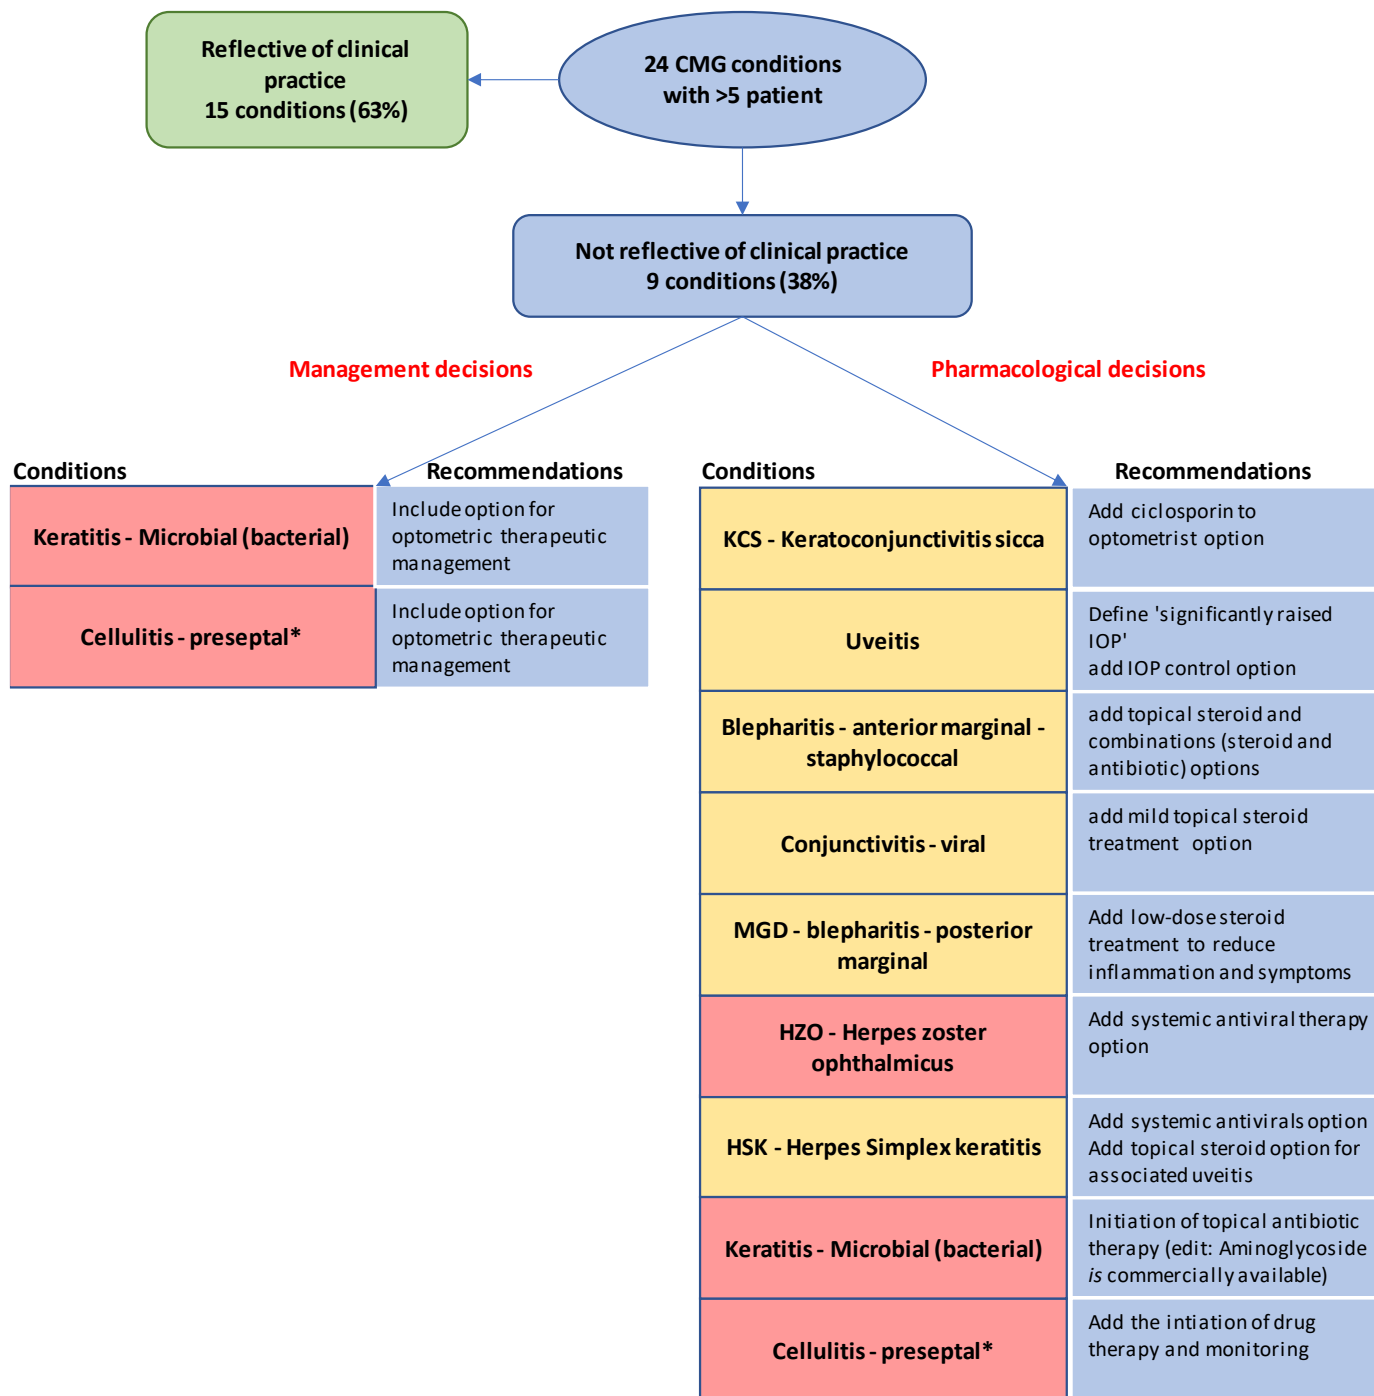 Reflective of clinical
practice
15 conditions (63%)
24 CMG conditions
with >5 patient
Not reflective of clinical practice
9 conditions (38%)
Management decisions
Pharmacological decisions
Conditions
Recommendations
Keratitis - Microbial (bacterial)
Include option for
optometric therapeutic
management
Cellulitis - preseptal*
Include option for
optometric therapeutic
management
Conditions
Recommendations
KCS - Keratoconjunctivitis sicca
Add ciclosporin to
optometrist option
Uveitis
Define 'significantly raised
IOP'
add IOP control option
Blepharitis - anterior marginal -
staphylococcal
add topical steroid and
combinations (steroid and
antibiotic) options
Conjunctivitis - viral
add mild topical steroid
treatment option
MGD - blepharitis - posterior
marginal
Add low-dose steroid
treatment to reduce
inflammation and symptoms
HZO - Herpes zoster
ophthalmicus
Add systemic antiviral therapy
option
HSK - Herpes Simplex keratitis
Add systemic antivirals option
Add topical steroid option for
associated uveitis
Keratitis - Microbial (bacterial)
Initiation of topical antibiotic
therapy (edit: Aminoglycoside
is commercially available)
Cellulitis - preseptal*
Add the intiation of drug
therapy and monitoring